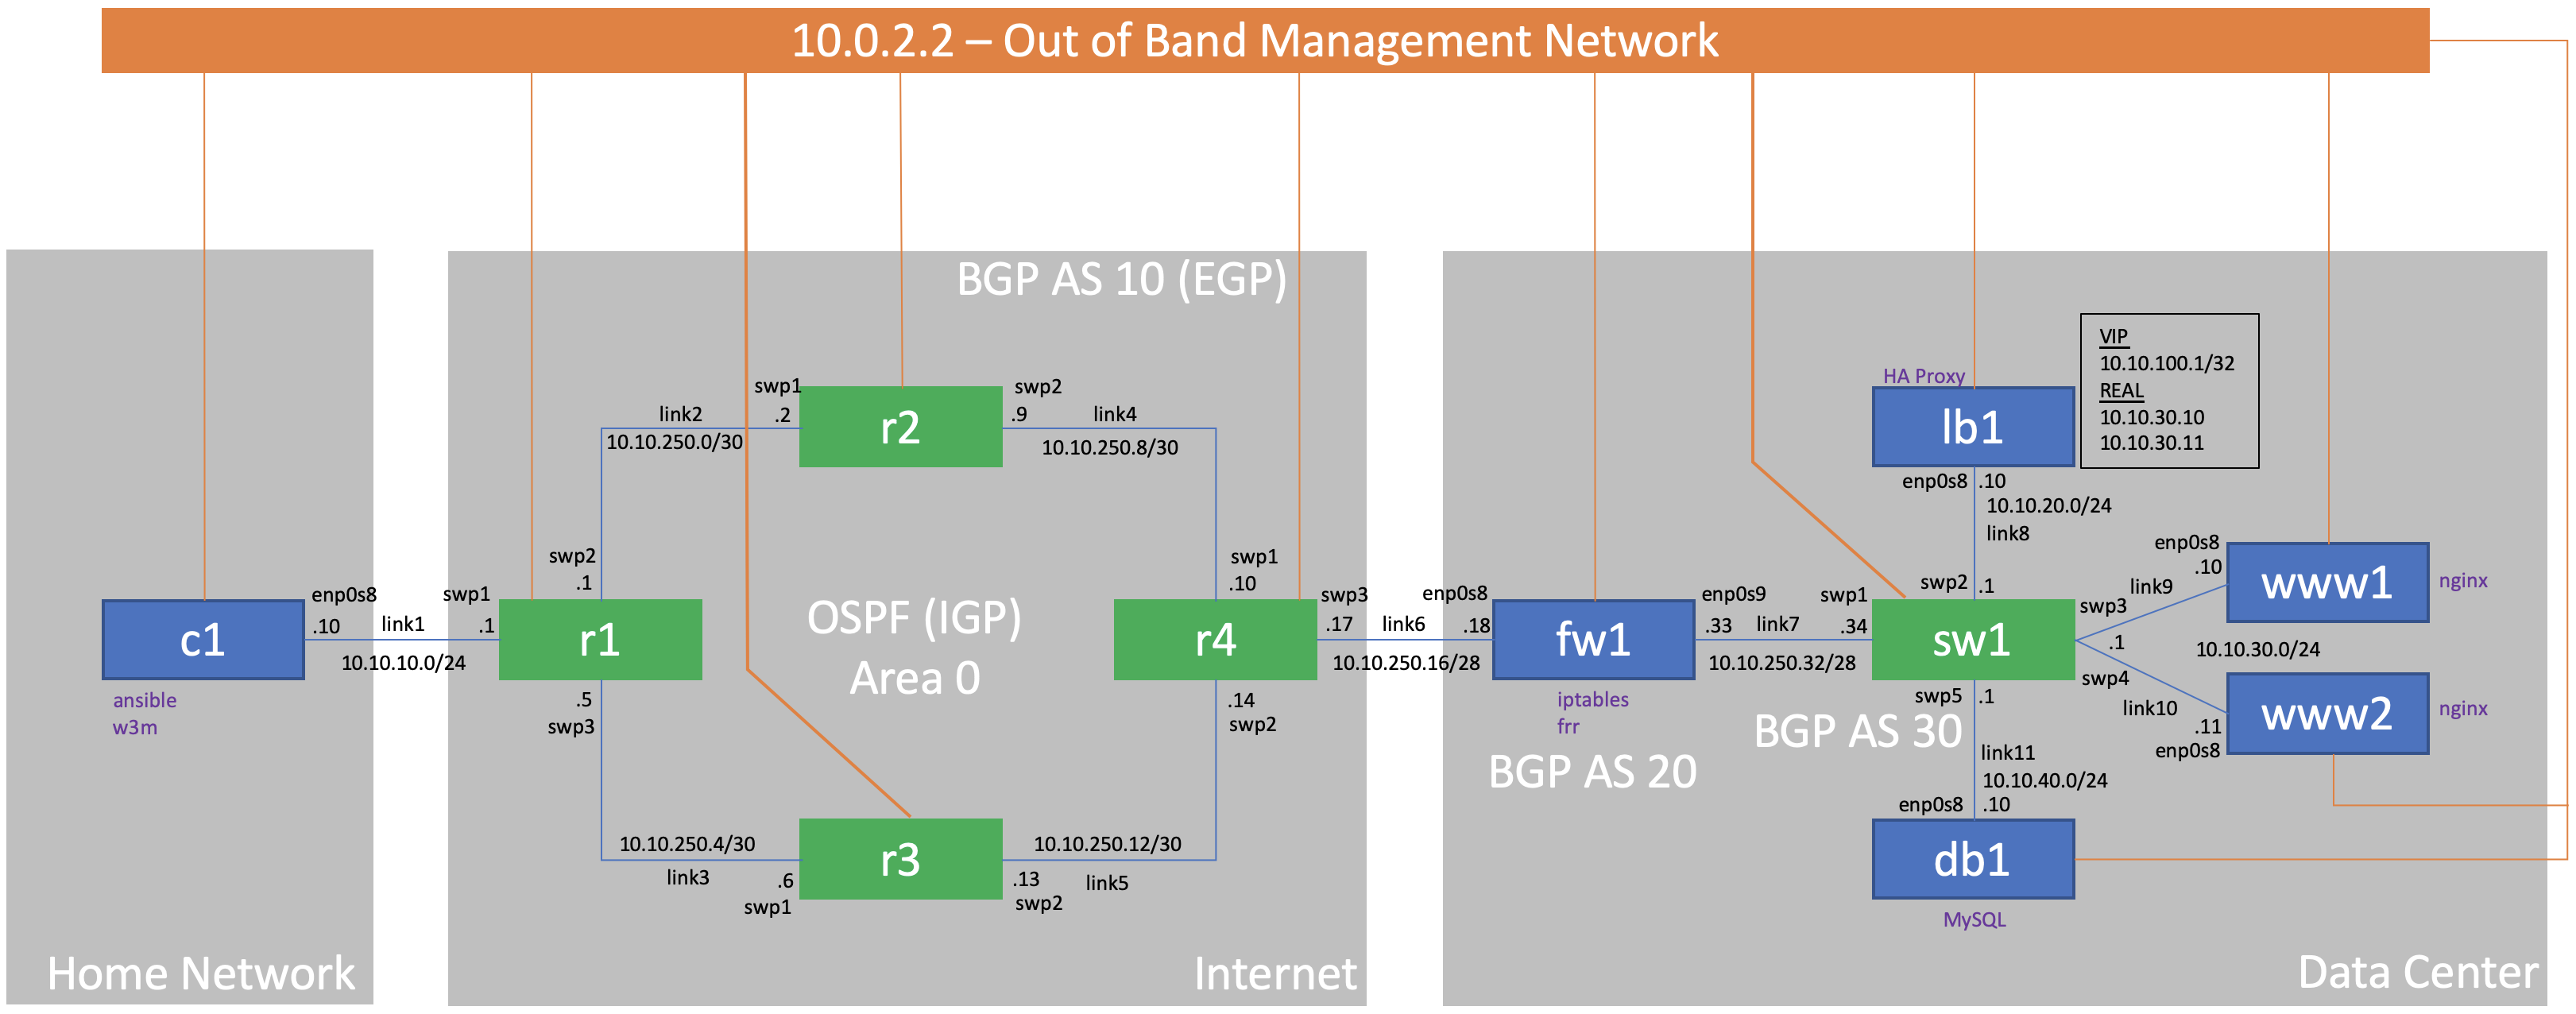 10.0.2.2 – Out of Band Management Network
BGP AS 10 (EGP)
VIP
10.10.100.1/32
REAL
10.10.30.10
10.10.30.11
HA Proxy
lb1
enp0s8
.10
10.10.20.0/24
link8
swp1
.2
link2
10.10.250.0/30
r2
swp2
.9
link4
10.10.250.8/30
swp2
.1
swp1
.10
c1
enp0s8
.10
link1
10.10.10.0/24
swp1
.1
ansible
w3m
r1
OSPF (IGP)
Area 0
r4
swp3
.17
link6
10.10.250.16/28
enp0s8
.18
fw1
iptables
frr
enp0s9
.33
link7
10.10.250.32/28
swp1
.34
swp2
.1
sw1
swp3
link9
enp0s8
.10
www1
nginx
.1
10.10.30.0/24
swp4
link10
.11
enp0s8
www2
nginx
.5
swp3
.14
swp2
swp5
.1
BGP AS 30
BGP AS 20
link11
10.10.40.0/24
enp0s8
.10
db1
MySQL
10.10.250.4/30
link3
.6
swp1
r3
10.10.250.12/30
.13
link5
swp2
Home Network
Internet
Data Center